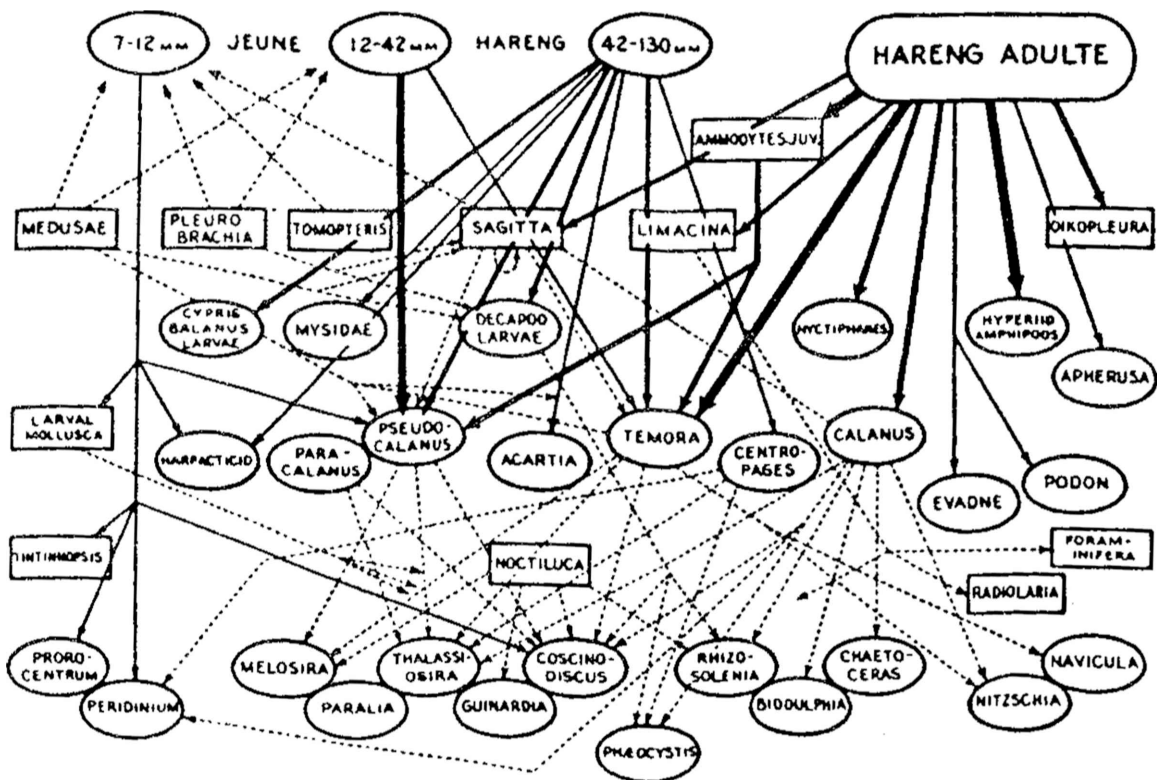 7-12 MM JEUNE 12-42 MM HARENG 42-130 MM
HARENG ADULTE
AMMODYTES JUV.
MEDUSAE
PLEURO
BRACHIA
TOMOPTERIS
SAGITTA
LIMACINA
OIKOPLEURA
CYPRIS
BALANUS
LARVAE
MYSIDAE
DECAPOD
LARVAE
NYCTIPHANES
HYPERIID
AMPHIPODS
APHERUSA
LARVAL
MOLLUSCA
HARPACTICID
PARA-
CALANUS
PSEUDO-
CALANUS
ACARTIA
TEMORA
CENTRO-
PAGES
CALANUS
EVADNE
PODON
TINTINNOPSIS
NOCTILUCA
FORAM-
INIFERA
RADIOLARIA
PRORO-
CENTRUM
PERIDINIUM
MELOSIRA
PARALIA
THALASSI-
OSIRA
GUINARDIA
COSCINO-
DISCUS
RHIZO-
SOLENIA
BIDDULPHIA
CHAETO-
CERAS
NITZSCHIA
NAVICULA
PHÆOCYSTIS